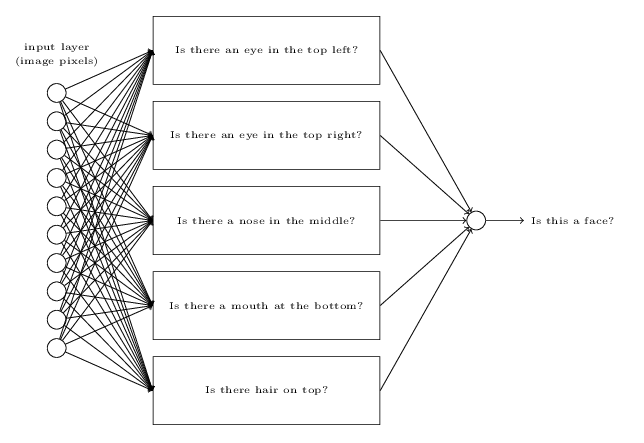 input layer
(image pixels)
Is there an eye in the top left?
Is there an eye in the top right?
Is there a nose in the middle?
Is there a mouth at the bottom?
Is there hair on top?
Is this a face?